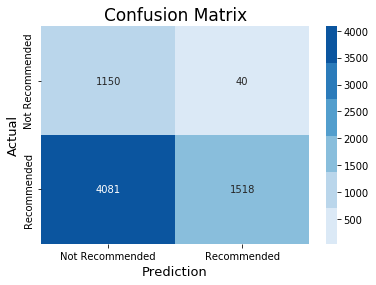 Confusion Matrix
Actual
Not Recommended
Recommended
1150 40
4081 1518
Not Recommended Recommended
Prediction
4000
3500
3000
2500
2000
1500
1000
500